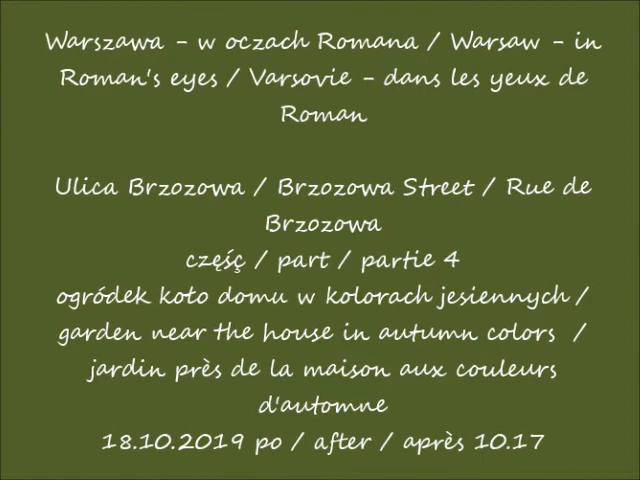 Warszawa - w oczach Romana / Warsaw - in
Roman's eyes / Varsovie - dans les yeux de
Roman
Ulica Brzozowa / Brzozowa Street / Rue de
Brzozowa
częśç / part / partie 4
ogródek koło domu w kolorach jesiennych /
garden near the house in autumn colors /
jardin près de la maison aux couleurs
d'automne
18.10.2019 po / after / après 10.17